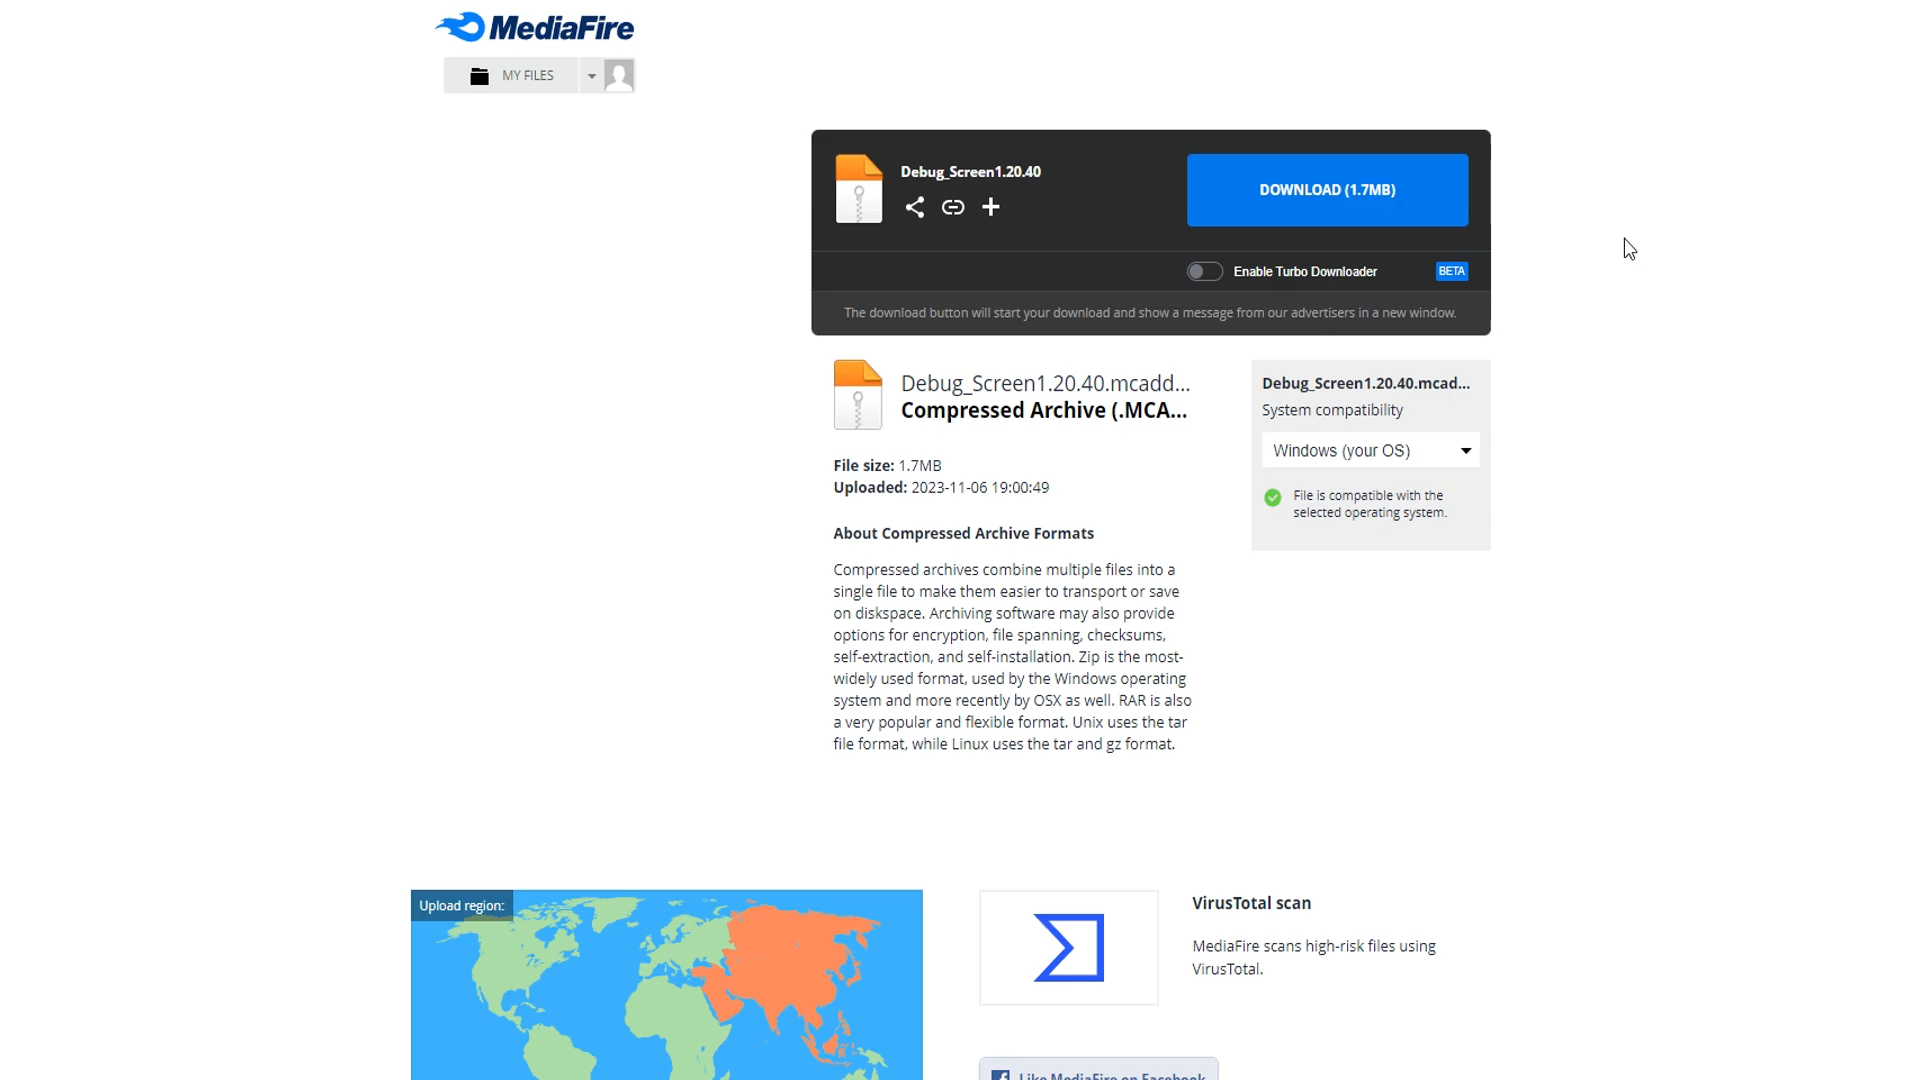 MediaFire
MY FILES
Debug_Screen1.20.40
DOWNLOAD (1.7MB)
Enable Turbo Downloader
BETA
The download button will start your download and show a message from our advertisers in a new window.
Debug_Screen1.20.40.mcadd...
Compressed Archive (.MCA...
File size: 1.7MB
Uploaded: 2023-11-06 19:00:49
About Compressed Archive Formats
Compressed archives combine multiple files into a
single file to make them easier to transport or save
on diskspace. Archiving software may also provide
options for encryption, file spanning, checksums,
self-extraction, and self-installation. Zip is the most-
widely used format, used by the Windows operating
system and more recently by OSX as well. RAR is also
a very popular and flexible format. Unix uses the tar
file format, while Linux uses the tar and gz format.
Debug_Screen1.20.40.mcad...
System compatibility
Windows (your OS)
File is compatible with the
selected operating system.
Upload region:
VirusTotal scan
MediaFire scans high-risk files using
VirusTotal.
Like MediaFire on Facebook